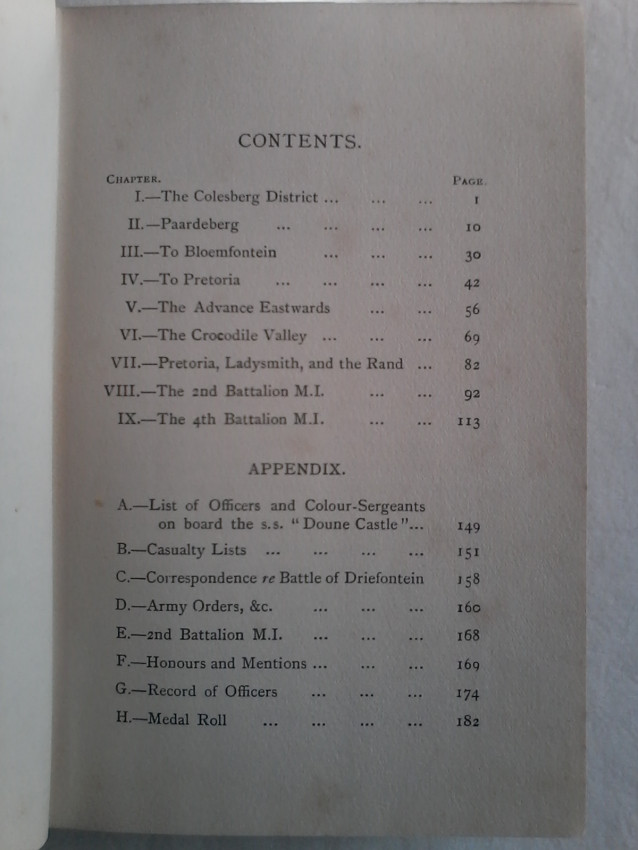 CONTENTS.
CHAPTER. PAGE.
I.—The Colesberg District ... ... ... 1
II.—Paardeberg ... ... ... ... 10
III.—To Bloemfontein ... ... ... 30
IV.—To Pretoria ... ... ... ... 42
V.—The Advance Eastwards ... ... 56
VI.—The Crocodile Valley ... ... ... 69
VII.—Pretoria, Ladysmith, and the Rand ... 82
VIII.—The 2nd Battalion M.I. ... ... 92
IX.—The 4th Battalion M.I. ... ... 113
APPENDIX.
A.—List of Officers and Colour-Sergeants
on board the s.s. "Doune Castle"... 149
B.—Casualty Lists ... ... ... ... 151
C.—Correspondence re Battle of Driefontein 158
D.—Army Orders, &c. ... ... ... 160
E.—2nd Battalion M.I. ... ... ... 168
F.—Honours and Mentions ... ... ... 169
G.—Record of Officers ... ... ... 174
H.—Medal Roll ... ... ... ... 182